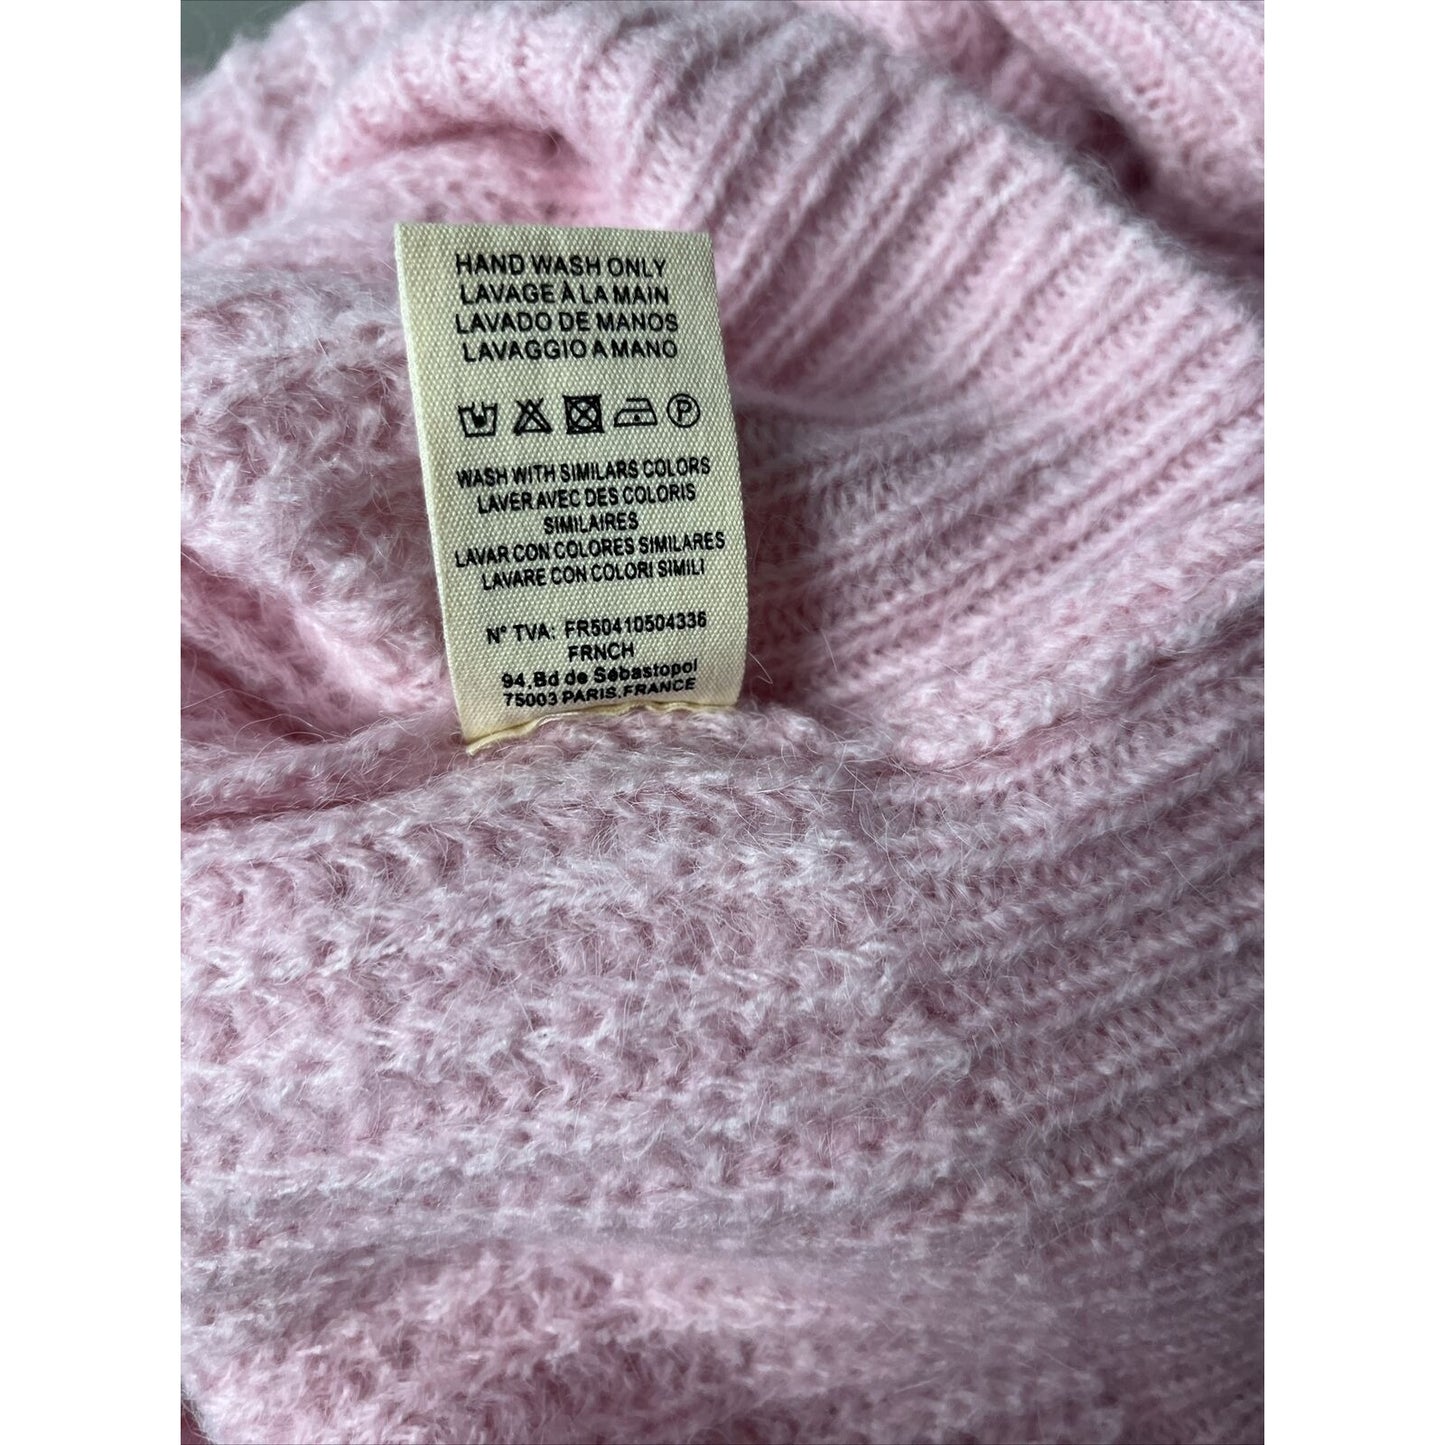 HAND WASH ONLY
LAVAGE À LA MAIN
LAVADO DE MANOS
LAVAGGIO A MANO
P
WASH WITH SIMILARS COLORS
LAVER AVEC DES COLORIS
SIMILAIRES
LAVAR CON COLORES SIMILARES
LAVARE CON COLORI SIMILI
N° TVA: FR50410504336
FRNCH
94.Bd de Sébastopol
75003 PARIS.FRANCE